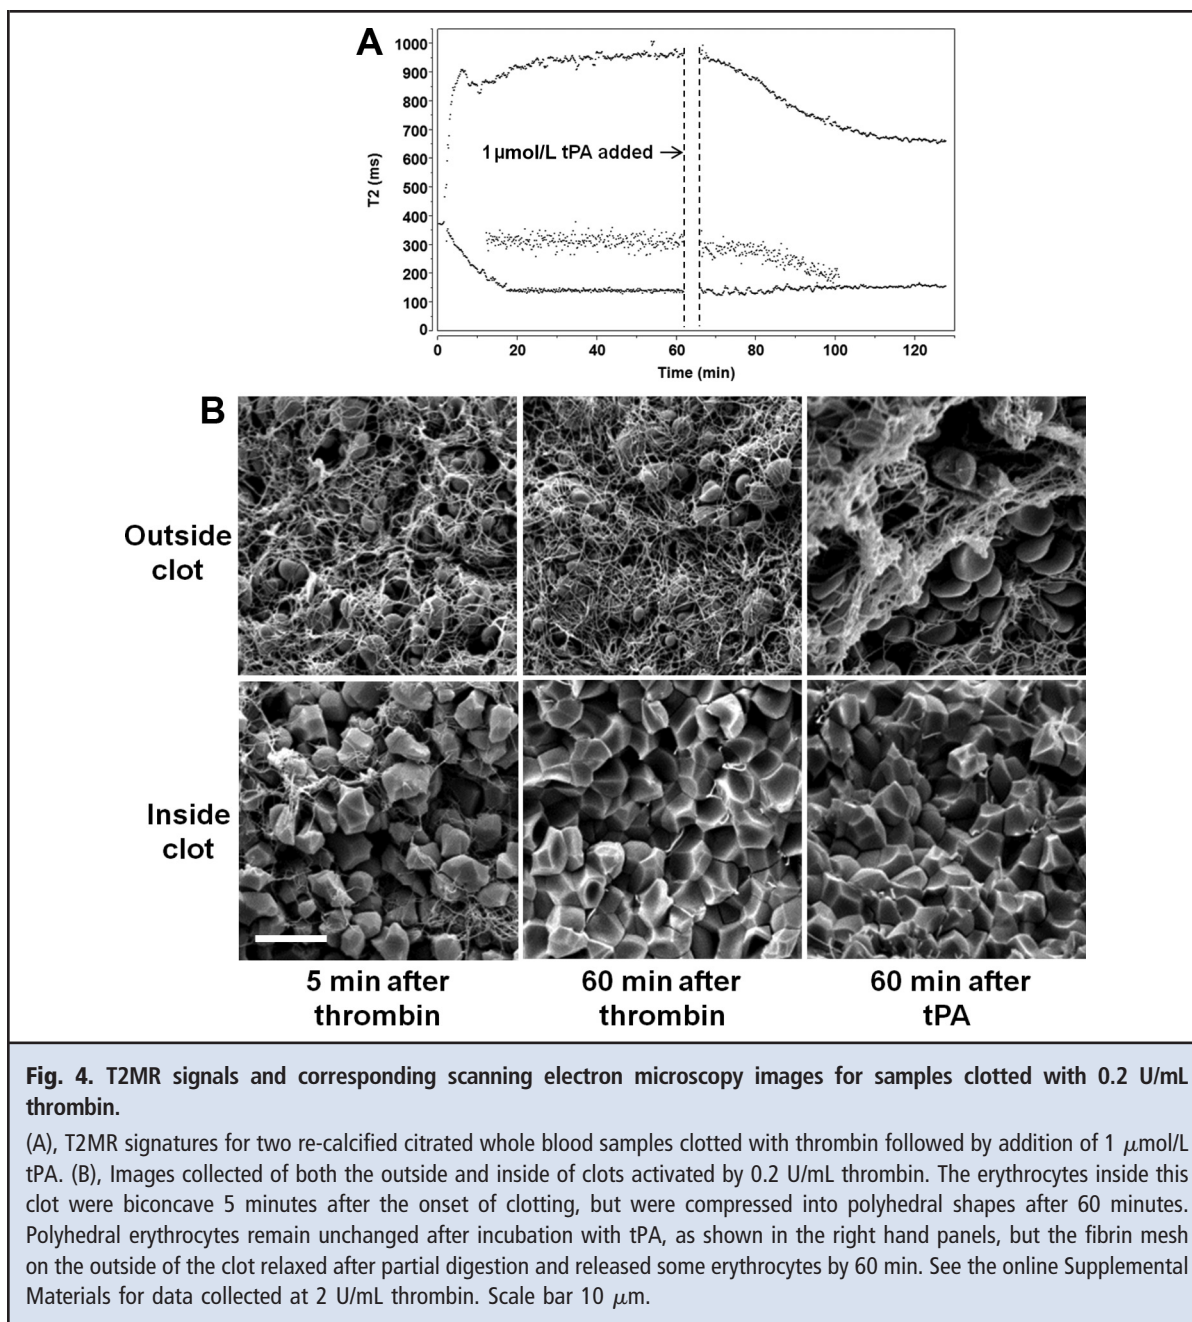 A
1000
900
800
700
600
500
400
300
200
100
0
T2 (ms)
1 μmol/L tPA added →
0 20 40 60 80 100 120
Time (min)
B
Outside
clot
Inside
clot
5 min after
thrombin
60 min after
thrombin
60 min after
tPA
Fig. 4. T2MR signals and corresponding scanning electron microscopy images for samples clotted with 0.2 U/mL
thrombin.
(A), T2MR signatures for two re-calcified citrated whole blood samples clotted with thrombin followed by addition of 1 μmol/L
tPA. (B), Images collected of both the outside and inside of clots activated by 0.2 U/mL thrombin. The erythrocytes inside this
clot were biconcave 5 minutes after the onset of clotting, but were compressed into polyhedral shapes after 60 minutes.
Polyhedral erythrocytes remain unchanged after incubation with tPA, as shown in the right hand panels, but the fibrin mesh
on the outside of the clot relaxed after partial digestion and released some erythrocytes by 60 min. See the online Supplemental
Materials for data collected at 2 U/mL thrombin. Scale bar 10 μm.